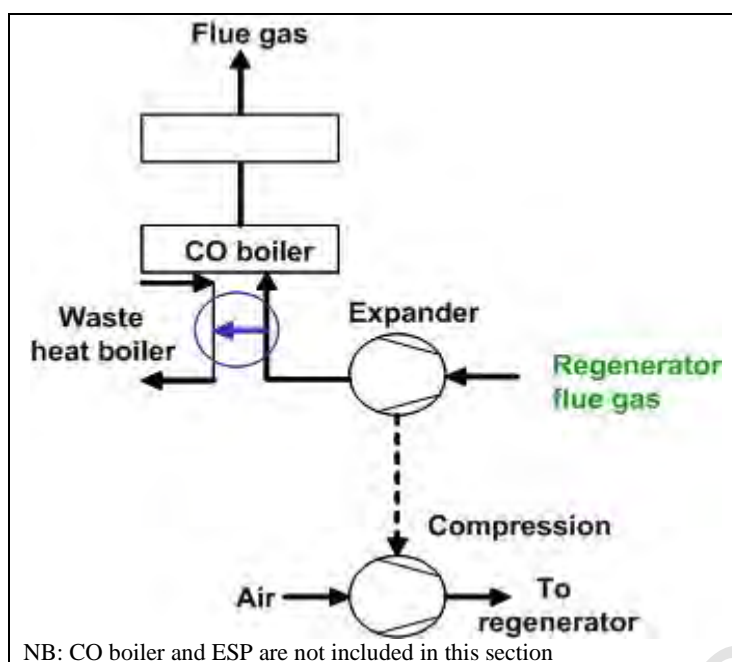 Flue gas
CO boiler
Waste
heat boiler
Expander
Regenerator
flue gas
Compression
Air
To
regenerator
NB: CO boiler and ESP are not included in this section